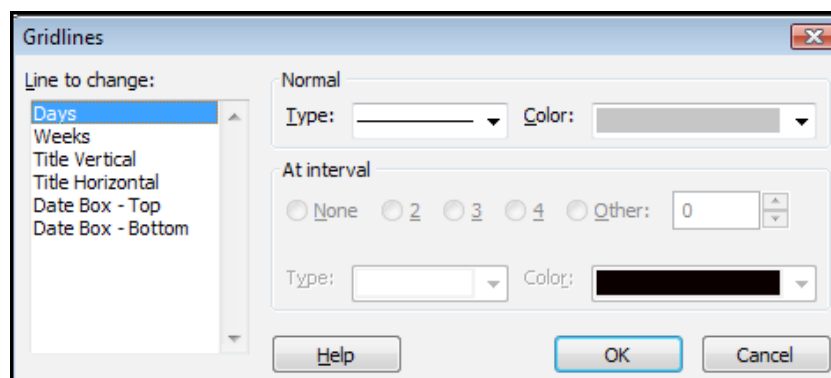 Gridlines
Line to change:
Days
Weeks
Title Vertical
Title Horizontal
Date Box - Top
Date Box - Bottom
Normal
Type:
Color:
At interval
None 2 3 4 Other: 0
Type:
Color:
Help
OK
Cancel